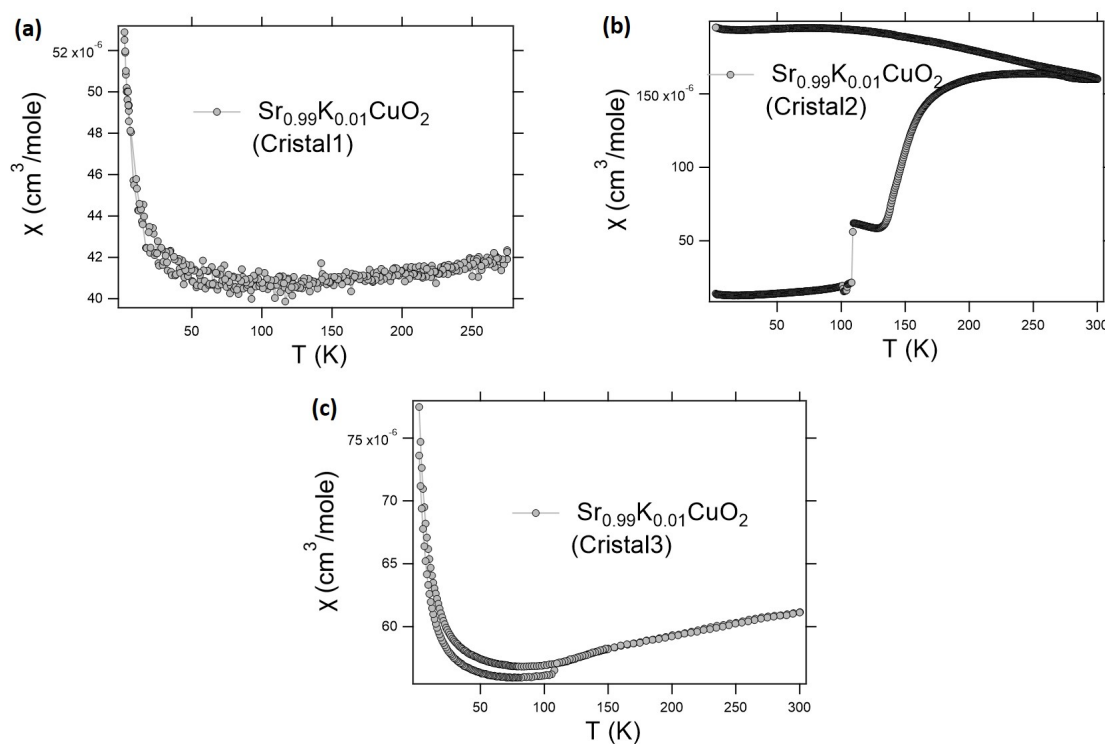 (a)
52 x10-6
50
48
46
44
42
40
χ (cm3/mole)
Sr0.99K0.01CuO2
(Cristal1)
50 100 150 200 250
T (K)
(b)
150 x10-6
100
50
χ (cm3/mole)
Sr0.99K0.01CuO2
(Cristal2)
50 100 150 200 250 300
T (K)
(c)
75 x10-6
70
65
60
χ (cm3/mole)
Sr0.99K0.01CuO2
(Cristal3)
50 100 150 200 250 300
T (K)